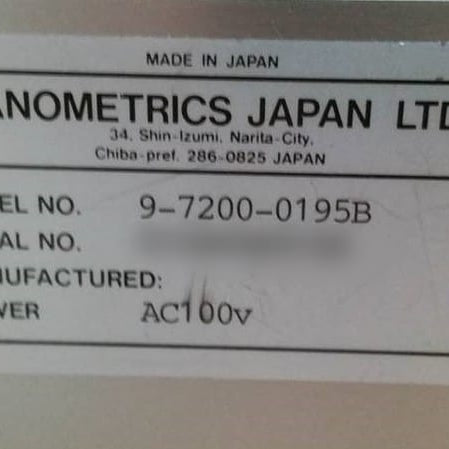 MADE IN JAPAN
ANOMETRICS JAPAN LTD
34, Shin-Izumi, Narita-City,
Chiba-pref. 286-0825 JAPAN
EL NO. 9-7200-0195B
AL NO.
NUFACTURED:
WER AC100v